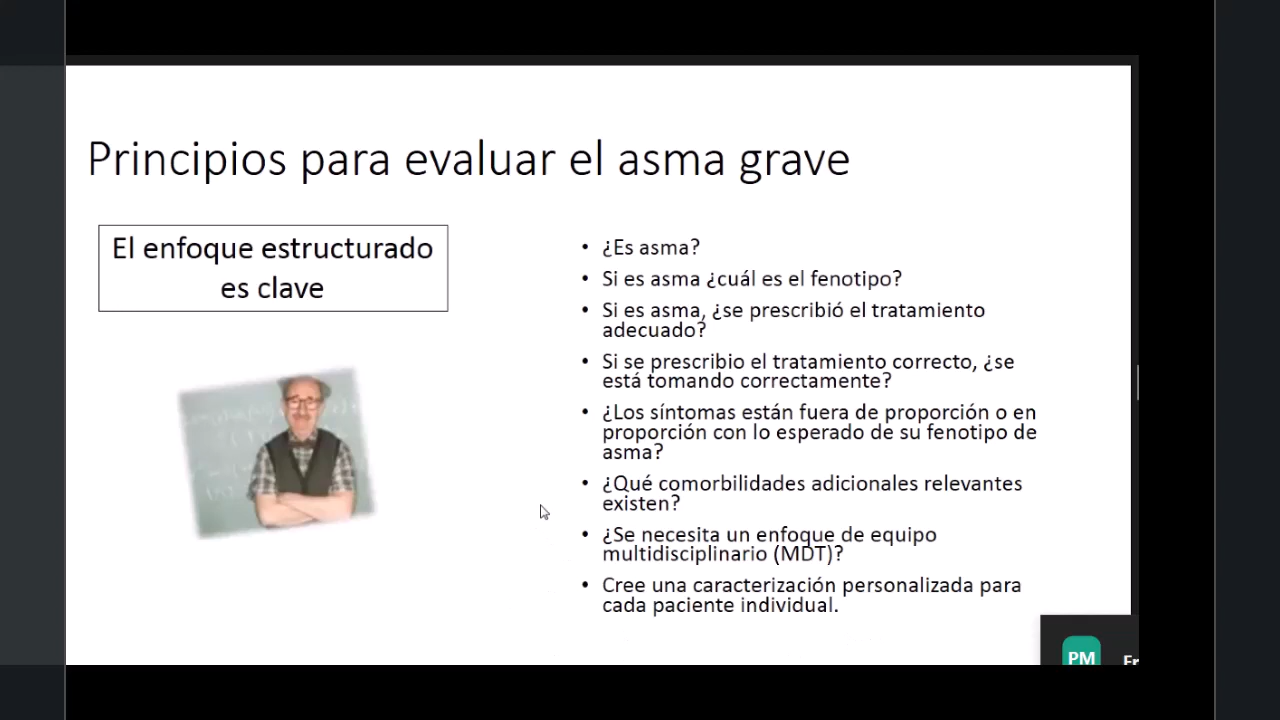 Principios para evaluar el asma grave
El enfoque estructurado
es clave
• ¿Es asma?
• Si es asma ¿cuál es el fenotipo?
• Si es asma, ¿se prescribió el tratamiento
adecuado?
• Si se prescribio el tratamiento correcto, ¿se
está tomando correctamente?
• ¿Los síntomas están fuera de proporción o en
proporción con lo esperado de su fenotipo de
asma?
• ¿Qué comorbilidades adicionales relevantes
existen?
• ¿Se necesita un enfoque de equipo
multidisciplinario (MDT)?
• Cree una caracterización personalizada para
cada paciente individual.
PM